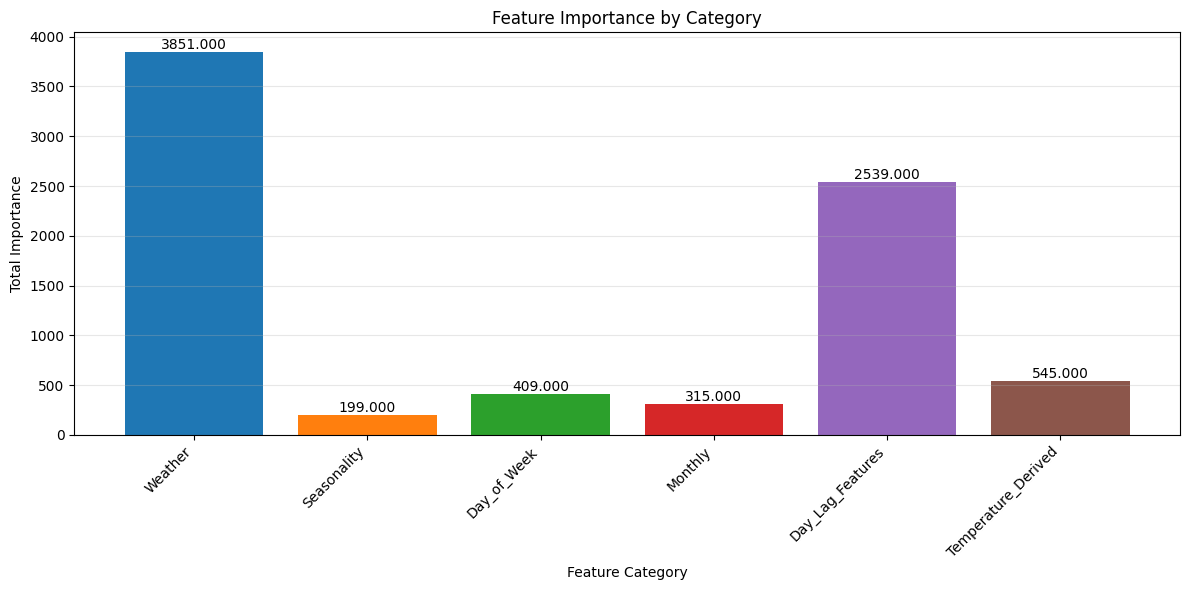 Feature Importance by Category
Total Importance
4000
3500
3000
2500
2000
1500
1000
500
0
3851.000
199.000
409.000
315.000
2539.000
545.000
Weather
Seasonality
Day_of_Week
Monthly
Day_Lag_Features
Temperature_Derived
Feature Category